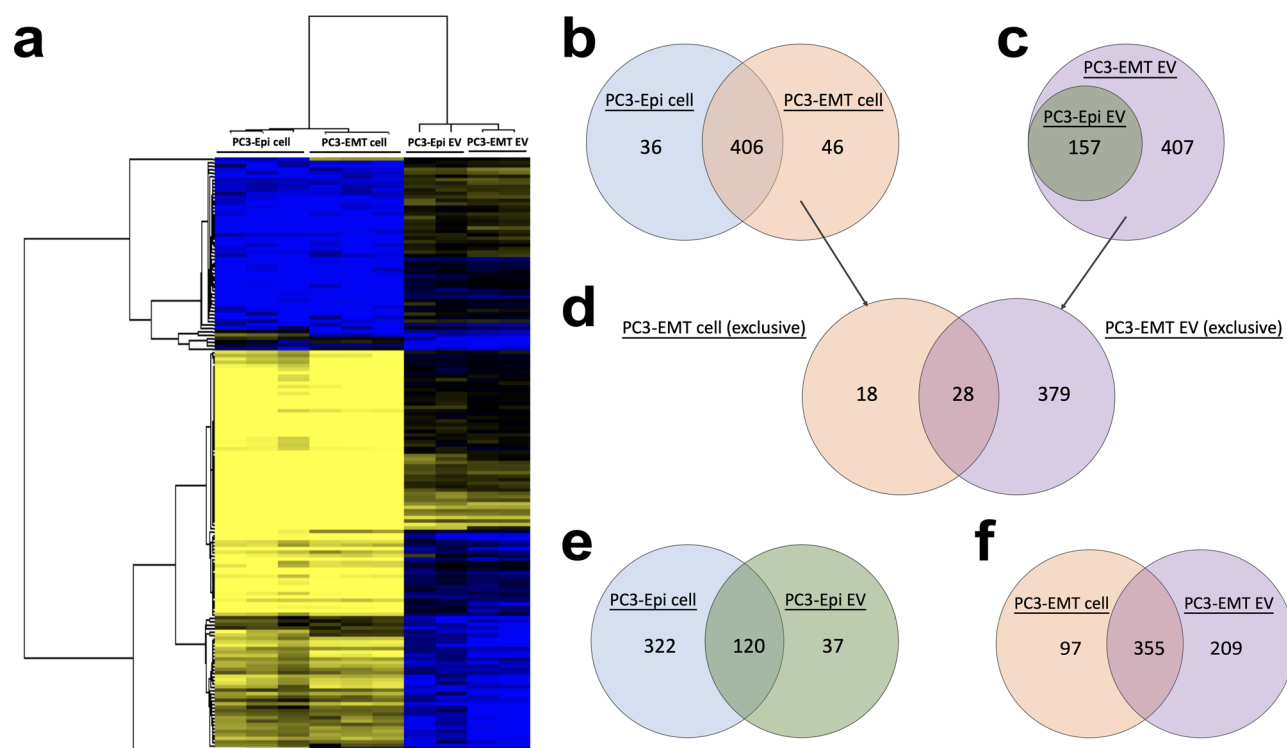 a
PC3-Epi cell PC3-EMT cell PC3-Epi EV PC3-EMT EV
b
PC3-Epi cell PC3-EMT cell
36 406 46
c
PC3-EMT EV
PC3-Epi EV
157 407
d
PC3-EMT cell (exclusive) PC3-EMT EV (exclusive)
18 28 379
e
PC3-Epi cell PC3-Epi EV
322 120 37
f
PC3-EMT cell PC3-EMT EV
97 355 209